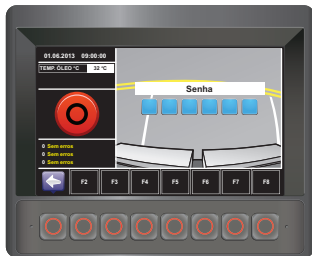 01.06.2013 09:00:00
TEMP. ÓLEO °C 32 °C
Senha
0 Sem erros
0 Sem erros
0 Sem erros
F2 F3 F4 F5 F6 F7 F8